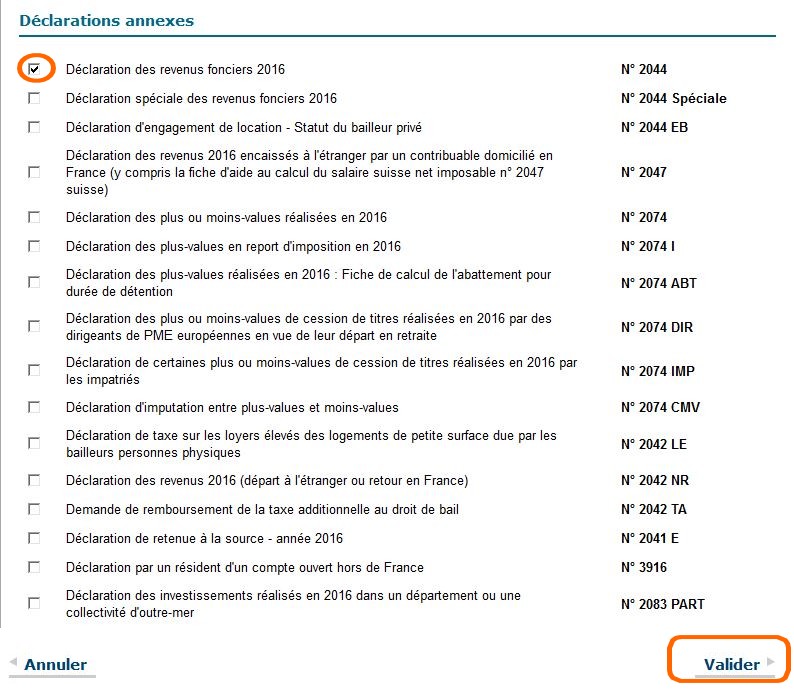 Déclarations annexes
Déclaration des revenus fonciers 2016 N° 2044
Déclaration spéciale des revenus fonciers 2016 N° 2044 Spéciale
Déclaration d'engagement de location - Statut du bailleur privé N° 2044 EB
Déclaration des revenus 2016 encaissés à l'étranger par un contribuable domicilié en
France (y compris la fiche d'aide au calcul du salaire suisse net imposable n° 2047 N° 2047
suisse)
Déclaration des plus ou moins-values réalisées en 2016 N° 2074
Déclaration des plus-values en report d'imposition en 2016 N° 2074 I
Déclaration des plus-values réalisées en 2016 : Fiche de calcul de l'abattement pour
durée de détention N° 2074 ABT
Déclaration des plus ou moins-values de cession de titres réalisées en 2016 par des
dirigeants de PME européennes en vue de leur départ en retraite N° 2074 DIR
Déclaration de certaines plus ou moins-values de cession de titres réalisées en 2016 par
les impatriés N° 2074 IMP
Déclaration d'imputation entre plus-values et moins-values N° 2074 CMV
Déclaration de taxe sur les loyers élevés des logements de petite surface due par les
bailleurs personnes physiques N° 2042 LE
Déclaration des revenus 2016 (départ à l'étranger ou retour en France) N° 2042 NR
Demande de remboursement de la taxe additionnelle au droit de bail N° 2042 TA
Déclaration de retenue à la source - année 2016 N° 2041 E
Déclaration par un résident d'un compte ouvert hors de France N° 3916
Déclaration des investissements réalisés en 2016 dans un département ou une
collectivité d'outre-mer N° 2083 PART
Annuler Valider